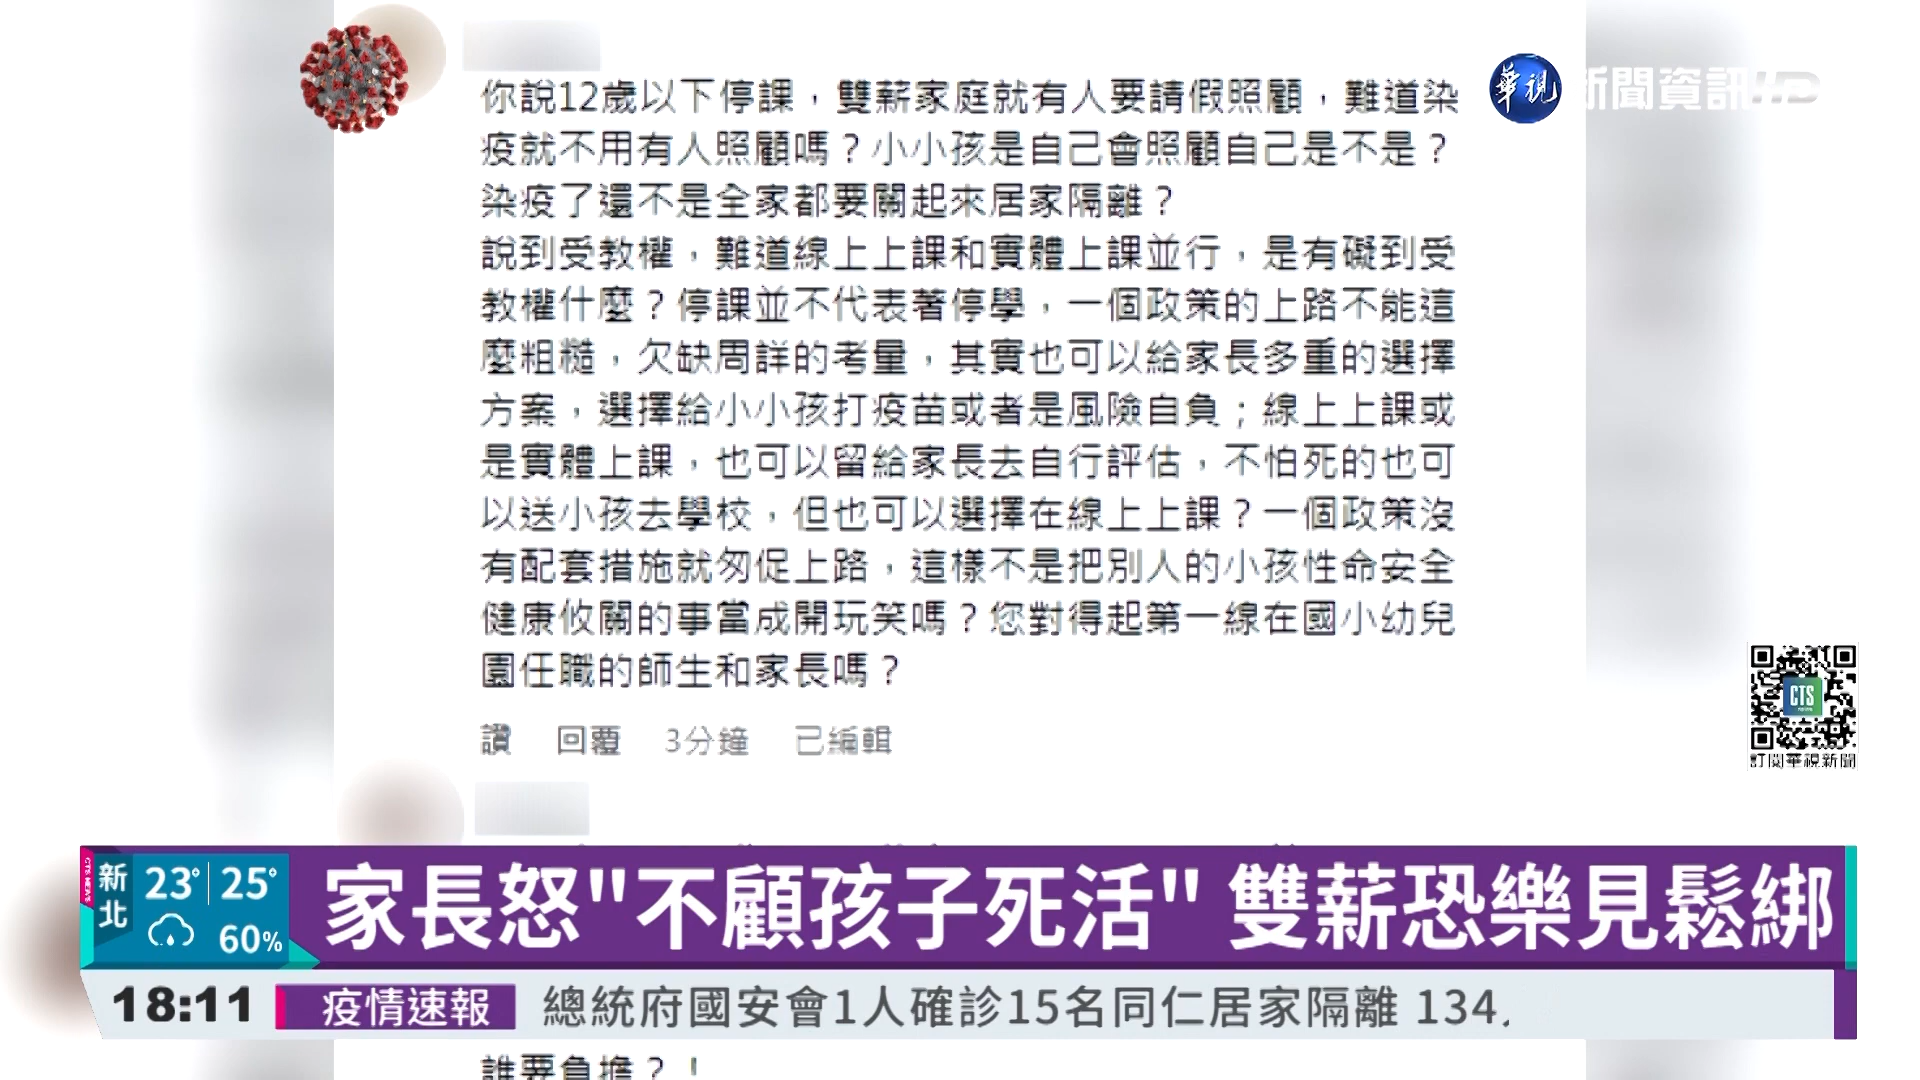 華視
新聞資訊HD
你說12歲以下停課，雙薪家庭就有人要請假照顧，難道染
疫就不用有人照顧嗎？小小孩是自己會照顧自己是不是？
染疫了還不是全家都要關起來居家隔離？
說到受教權，難道線上上課和實體上課並行，是有礙到受
教權什麼？停課並不代表著停學，一個政策的上路不能這
麼粗糙，欠缺周詳的考量，其實也可以給家長多重的選擇
方案，選擇給小小孩打疫苗或者是風險自負；線上上課或
是實體上課，也可以留給家長去自行評估，不怕死的也可
以送小孩去學校，但也可以選擇在線上上課？一個政策沒
有配套措施就匆促上路，這樣不是把別人的小孩性命安全
健康攸關的事當成開玩笑嗎？您對得起第一線在國小幼兒
園任職的師生和家長嗎？
讚 回覆 3分鐘 已編輯
CTS
訂閱華視新聞
CTS NEWS
新北
23° 25°
60%
家長怒"不顧孩子死活" 雙薪恐樂見鬆綁
18:11
疫情速報
總統府國安會1人確診15名同仁居家隔離 134
誰要負擔？！